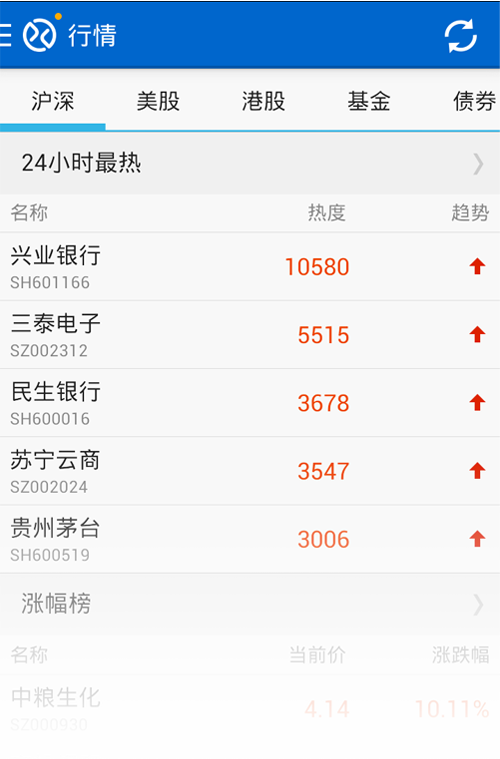 行情
沪深 美股 港股 基金 债券
24小时最热
名称 热度 趋势
兴业银行 10580
SH601166
三泰电子 5515
SZ002312
民生银行 3678
SH600016
苏宁云商 3547
SZ002024
贵州茅台 3006
SH600519
涨幅榜
名称 当前价 涨跌幅
中粮生化 4.14 10.11%
SZ000930